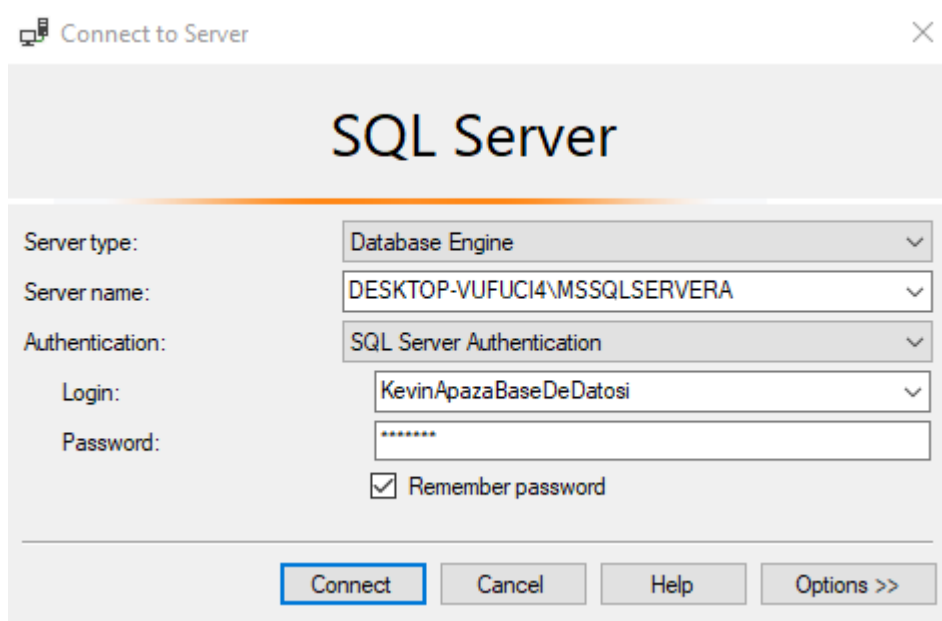 Connect to Server
SQL Server
Server type: Database Engine
Server name: DESKTOP-VUFUCI4\MSSQLSERVERA
Authentication: SQL Server Authentication
Login: KevinApazaBaseDeDatosi
Password: *******
Remember password
Connect Cancel Help Options >>